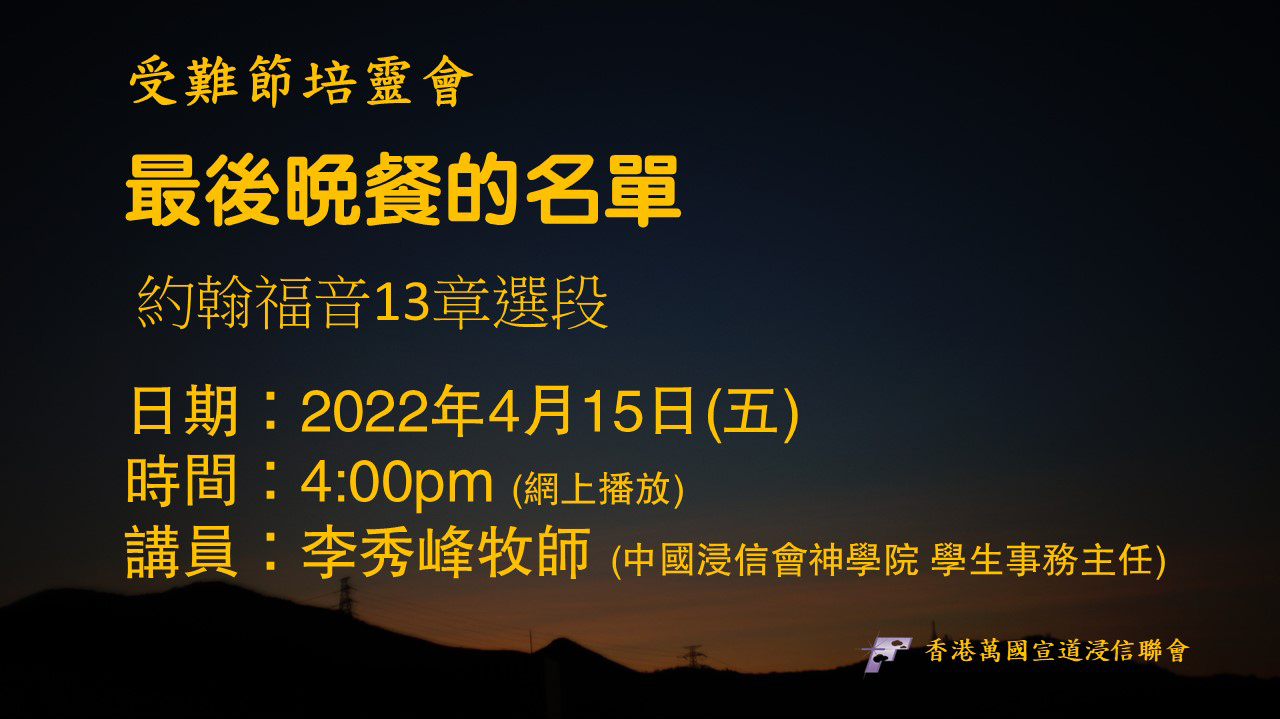 受難節培靈會
最後晚餐的名單
約翰福音13章選段
日期：2022年4月15日(五)
時間：4:00pm (網上播放)
講員：李秀峰牧師 (中國浸信會神學院 學生事務主任)
香港萬國宣道浸信聯會